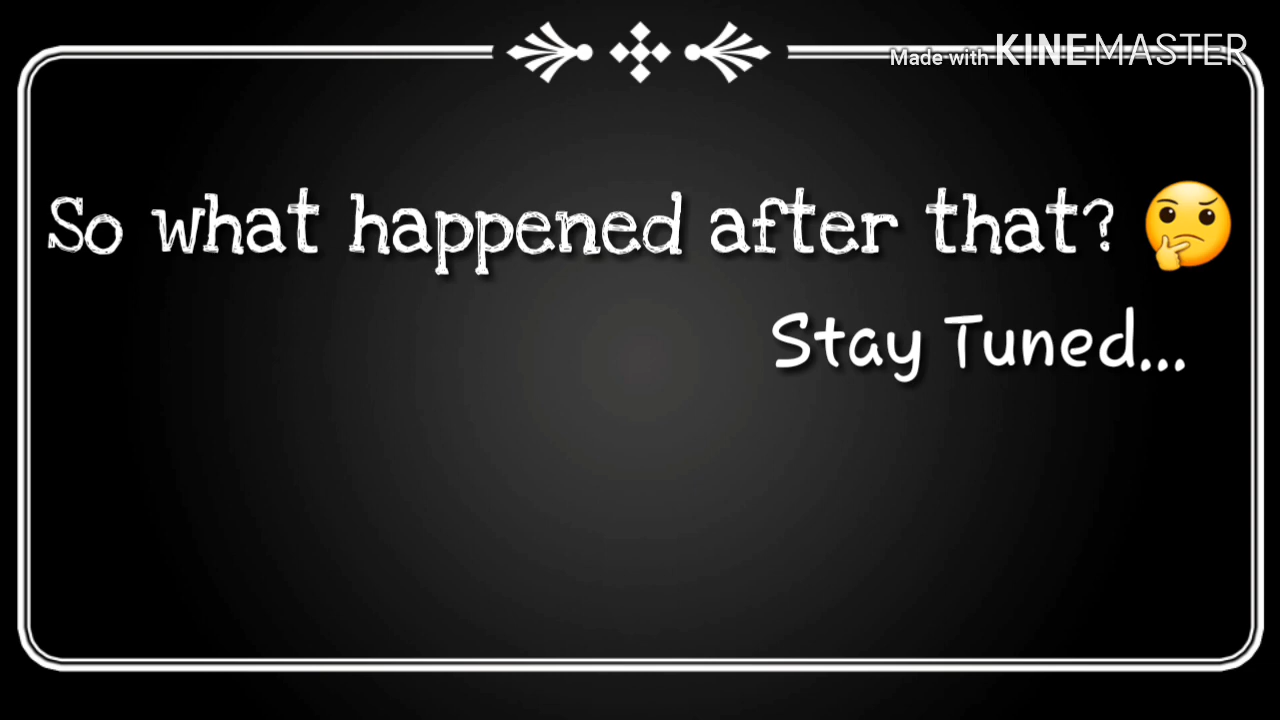 Made with KINEMASTER
So what happened after that? 🤔
Stay Tuned...